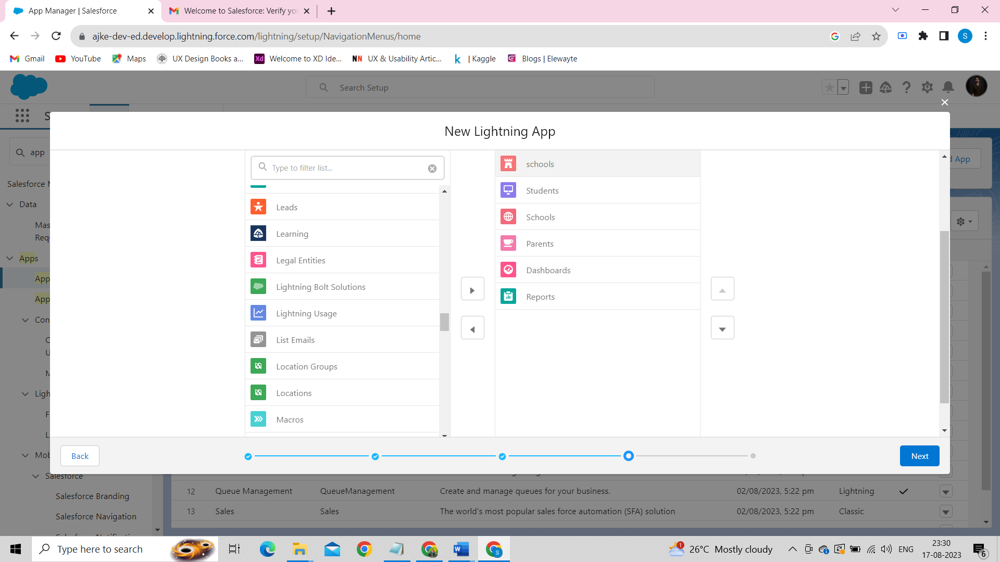 App Manager | Salesforce
Welcome to Salesforce: Verify yo
ajke-dev-ed.develop.lightning.force.com/lightning/setup/NavigationMenus/home
S
Gmail
YouTube
Maps
UX Design Books a...
Xd
Welcome to XD Ide...
NN
UX & Usability Artic...
k
| Kaggle
Blogs | Elewayte
Search Setup
S
New Lightning App
app
d App
Salesforce M
Data
Mas
Req
Apps
App
App
Con
C
U
M
Ligh
F
L
Mob
Salesforce
Salesforce Branding
Salesforce Navigation
Type to filter list...
Leads
Learning
Legal Entities
Lightning Bolt Solutions
Lightning Usage
List Emails
Location Groups
Locations
Macros
schools
Students
Schools
Parents
Dashboards
Reports
Back
Next
12 Queue Management QueueManagement Create and manage queues for your business. 02/08/2023, 5:22 pm Lightning
13 Sales Sales The world's most popular sales force automation (SFA) solution 02/08/2023, 5:22 pm Classic
Type here to search
W
S
1
26°C Mostly cloudy
ENG
23:30
17-08-2023
6